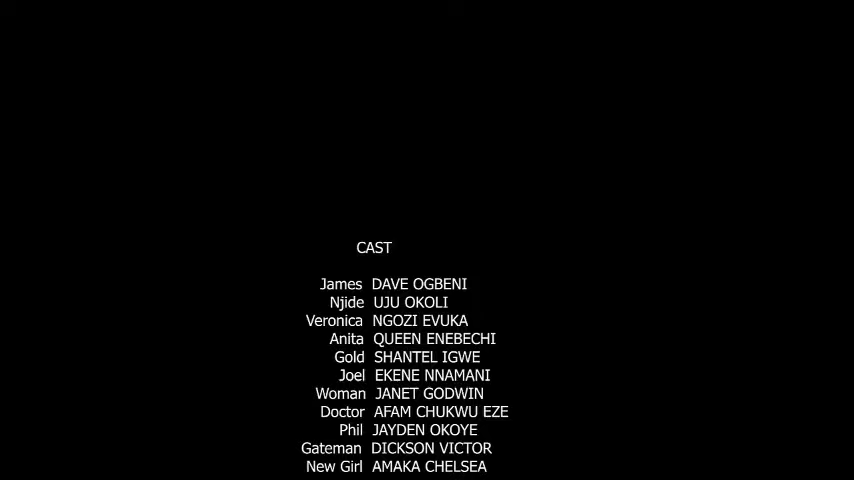 CAST
James DAVE OGBENI
Njide UJU OKOLI
Veronica NGOZI EVUKA
Anita QUEEN ENEBECHI
Gold SHANTEL IGWE
Joel EKENE NNAMANI
Woman JANET GODWIN
Doctor AFAM CHUKWU EZE
Phil JAYDEN OKOYE
Gateman DICKSON VICTOR
New Girl AMAKA CHELSEA